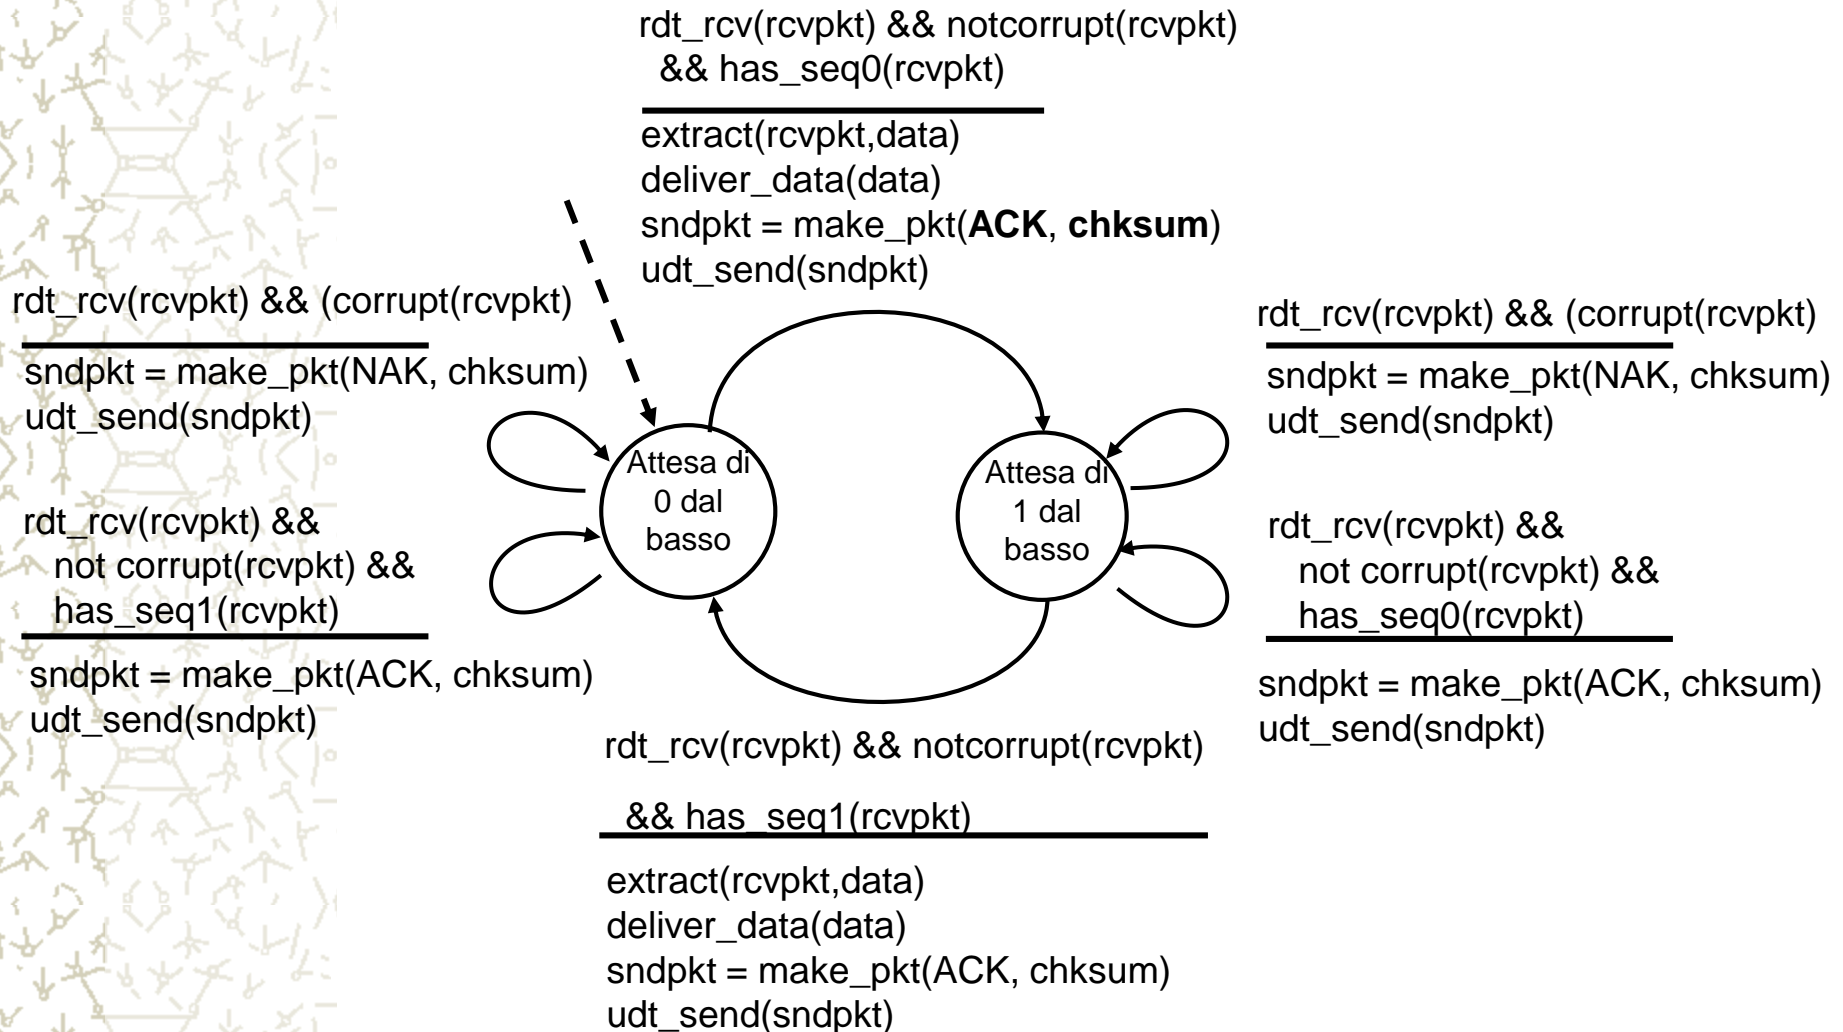 rdt_rcv(rcvpkt) && notcorrupt(rcvpkt)
&& has_seq0(rcvpkt)
extract(rcvpkt,data)
deliver_data(data)
sndpkt = make_pkt(ACK, chksum)
udt_send(sndpkt)
rdt_rcv(rcvpkt) && (corrupt(rcvpkt)
sndpkt = make_pkt(NAK, chksum)
udt_send(sndpkt)
rdt_rcv(rcvpkt) &&
not corrupt(rcvpkt) &&
has_seq1(rcvpkt)
sndpkt = make_pkt(ACK, chksum)
udt_send(sndpkt)
Attesa di
0 dal
basso
Attesa di
1 dal
basso
rdt_rcv(rcvpkt) && (corrupt(rcvpkt)
sndpkt = make_pkt(NAK, chksum)
udt_send(sndpkt)
rdt_rcv(rcvpkt) &&
not corrupt(rcvpkt) &&
has_seq0(rcvpkt)
sndpkt = make_pkt(ACK, chksum)
udt_send(sndpkt)
rdt_rcv(rcvpkt) && notcorrupt(rcvpkt)
&& has_seq1(rcvpkt)
extract(rcvpkt,data)
deliver_data(data)
sndpkt = make_pkt(ACK, chksum)
udt_send(sndpkt)